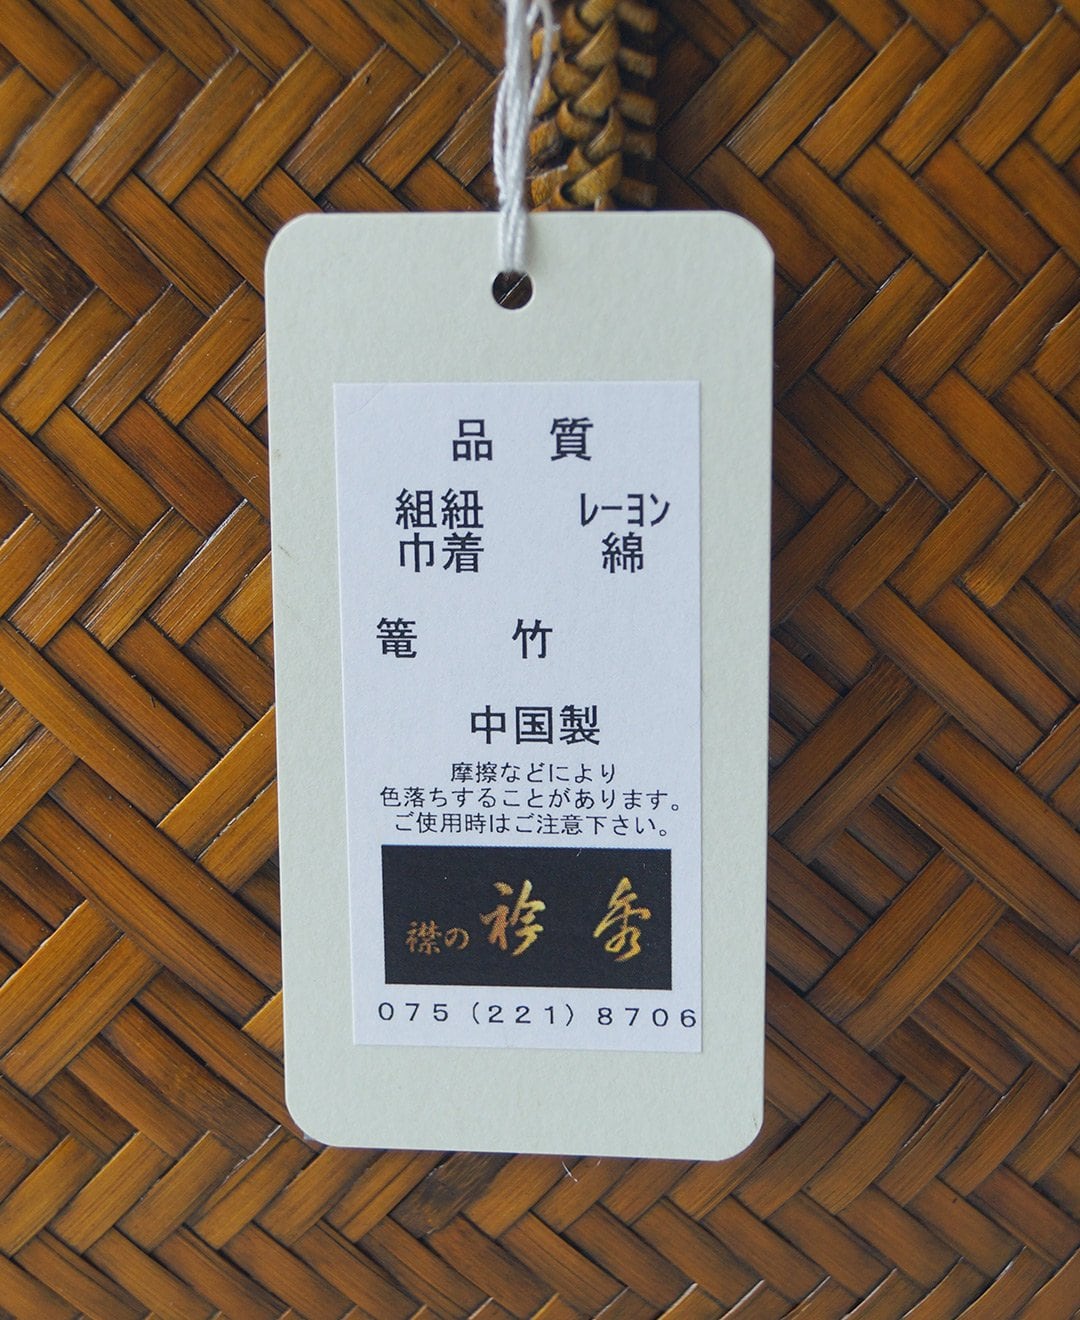 品 質
組紐 レーヨン
巾着 綿
篭 竹
中国製
摩擦などにより
色落ちすることがあります。
ご使用時はご注意下さい。
襟の 衿 秀
075(221)8706